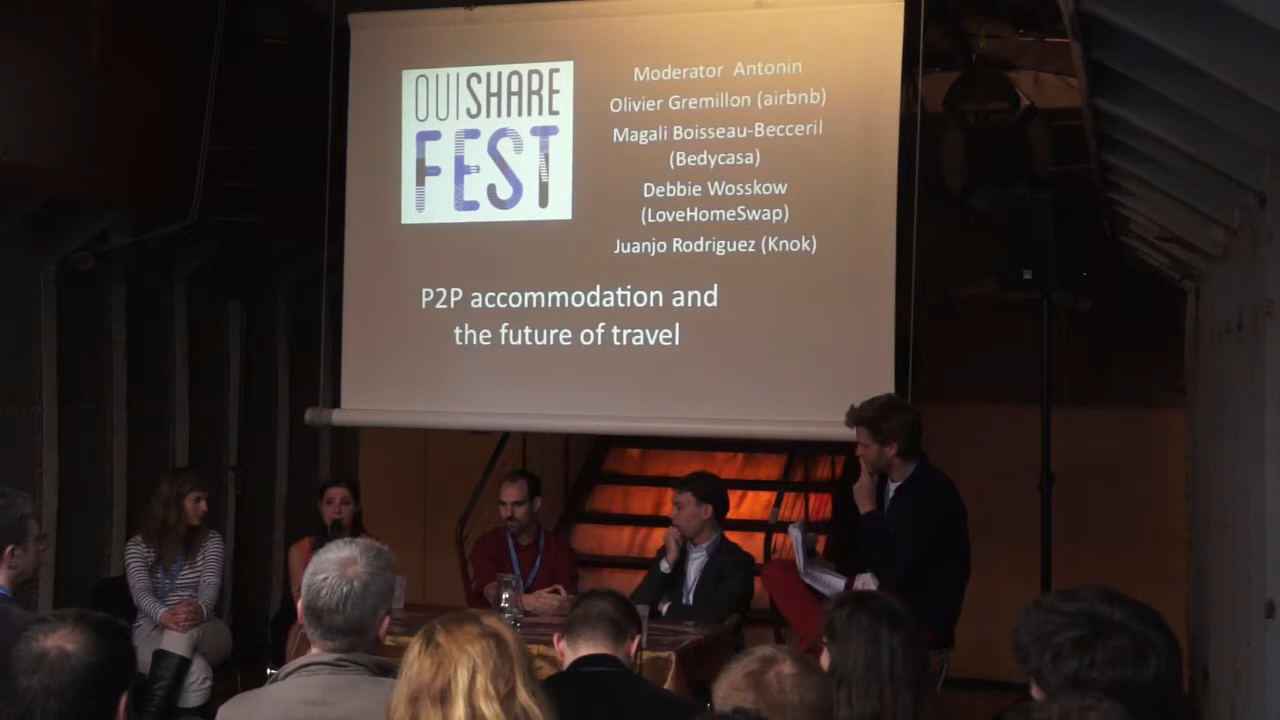 OUISHARE
FEST
Moderator Antonin
Olivier Gremillon (airbnb)
Magali Boisseau-Becceril
(Bedycasa)
Debbie Wosskow
(LoveHomeSwap)
Juanjo Rodriguez (Knok)
P2P accommodation and
the future of travel